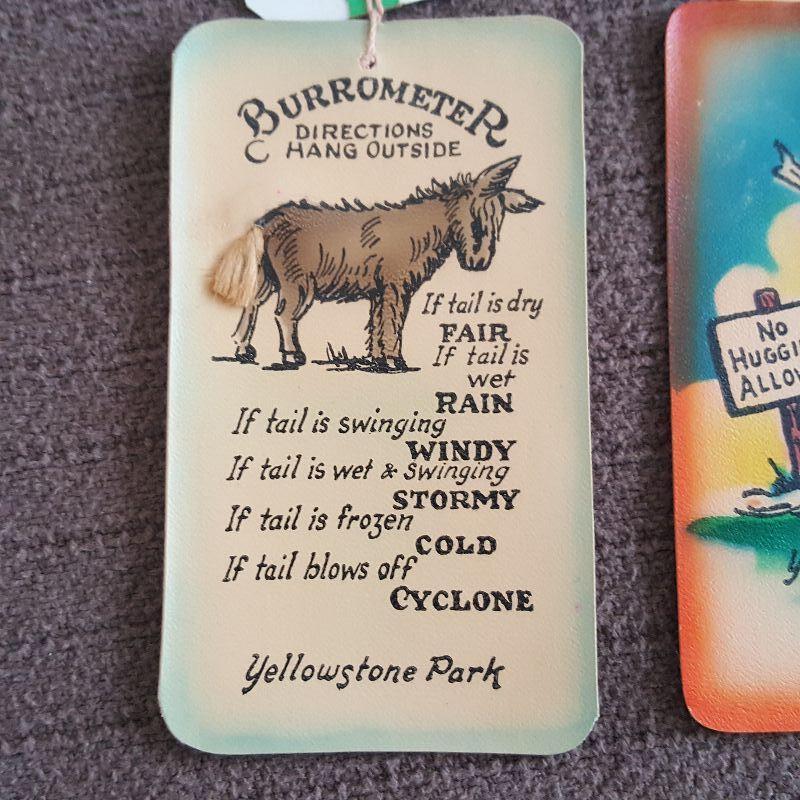 BURROMETER
DIRECTIONS
HANG OUTSIDE
If tail is dry
FAIR
If tail is
wet
RAIN
If tail is swinging
WINDY
If tail is wet & swinging
STORMY
If tail is frozen
COLD
If tail blows off
CYCLONE
Yellowstone Park
NO